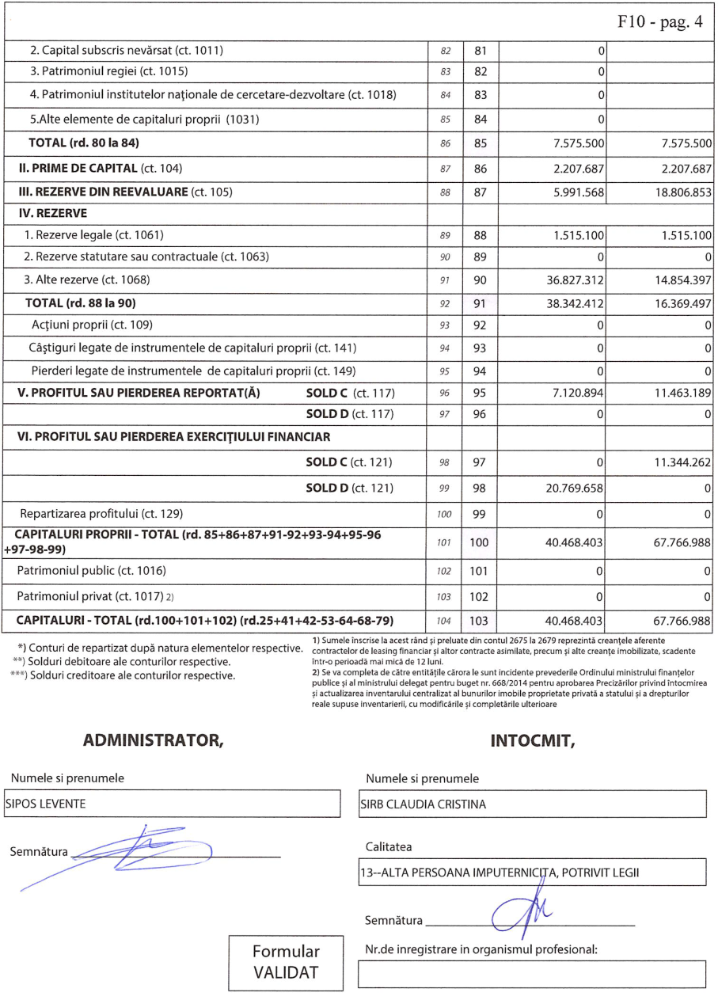 F10 - pag. 4
2. Capital subscris nevărsat (ct. 1011) 82 81 0
3. Patrimoniul regiei (ct. 1015) 83 82 0
4. Patrimoniul institutelor naţionale de cercetare-dezvoltare (ct. 1018) 84 83 0
5.Alte elemente de capitaluri proprii (1031) 85 84 0
TOTAL (rd. 80 la 84) 86 85 7.575.500 7.575.500
II. PRIME DE CAPITAL (ct. 104) 87 86 2.207.687 2.207.687
III. REZERVE DIN REEVALUARE (ct. 105) 88 87 5.991.568 18.806.853
IV. REZERVE
1. Rezerve legale (ct. 1061) 89 88 1.515.100 1.515.100
2. Rezerve statutare sau contractuale (ct. 1063) 90 89 0 0
3. Alte rezerve (ct. 1068) 91 90 36.827.312 14.854.397
TOTAL (rd. 88 la 90) 92 91 38.342.412 16.369.497
Acţiuni proprii (ct. 109) 93 92 0 0
Câştiguri legate de instrumentele de capitaluri proprii (ct. 141) 94 93 0 0
Pierderi legate de instrumentele de capitaluri proprii (ct. 149) 95 94 0 0
V. PROFITUL SAU PIERDEREA REPORTAT(Ă) SOLD C (ct. 117) 96 95 7.120.894 11.463.189
SOLD D (ct. 117) 97 96 0 0
VI. PROFITUL SAU PIERDEREA EXERCIŢIULUI FINANCIAR
SOLD C (ct. 121) 98 97 0 11.344.262
SOLD D (ct. 121) 99 98 20.769.658 0
Repartizarea profitului (ct. 129) 100 99 0 0
CAPITALURI PROPRII - TOTAL (rd. 85+86+87+91-92+93-94+95-96
+97-98-99) 101 100 40.468.403 67.766.988
Patrimoniul public (ct. 1016) 102 101 0 0
Patrimoniul privat (ct. 1017) 2) 103 102 0 0
CAPITALURI - TOTAL (rd.100+101+102) (rd.25+41+42-53-64-68-79) 104 103 40.468.403 67.766.988
*) Conturi de repartizat după natura elementelor respective.
**) Solduri debitoare ale conturilor respective.
***) Solduri creditoare ale conturilor respective.
1) Sumele înscrise la acest rând şi preluate din contul 2675 la 2679 reprezintă creanţele aferente
contractelor de leasing financiar şi altor contracte asimilate, precum şi alte creanţe imobilizate, scadente
într-o perioadă mai mică de 12 luni.
2) Se va completa de către entităţile cărora le sunt incidente prevederile Ordinului ministrului finanţelor
publice şi al ministrului delegat pentru buget nr. 668/2014 pentru aprobarea Precizărilor privind întocmirea
şi actualizarea inventarului centralizat al bunurilor imobile proprietate privată a statului şi a drepturilor
reale supuse inventarierii, cu modificările şi completările ulterioare
ADMINISTRATOR,
Numele si prenumele
SIPOS LEVENTE
Semnătura
INTOCMIT,
Numele si prenumele
SIRB CLAUDIA CRISTINA
Calitatea
13--ALTA PERSOANA IMPUTERNICITA, POTRIVIT LEGII
Semnătura
Formular
VALIDAT
Nr.de inregistrare in organismul profesional: